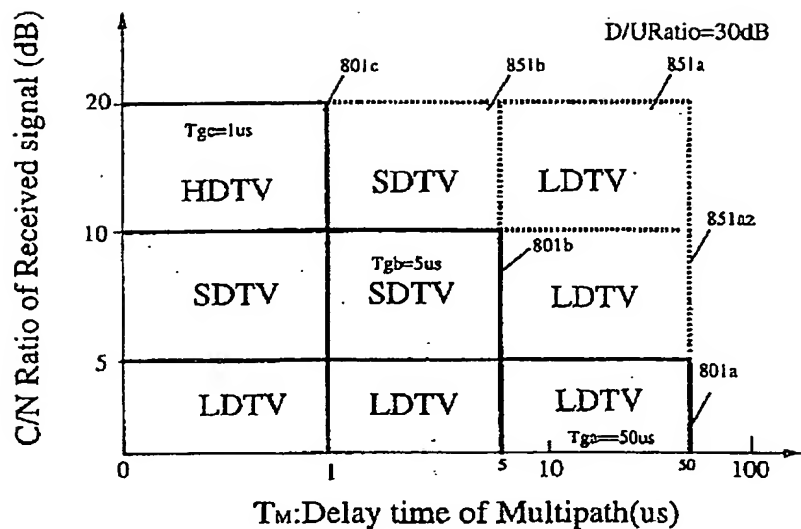 C/N Ratio of Received signal (dB)
D/URatio=30dB
801c
851b
851a
20
Tgc=1us
HDTV
SDTV
LDTV
851a2
10
801b
SDTV
Tgb=5us
SDTV
LDTV
5
801a
LDTV
LDTV
LDTV
Tga=50us
0
1
5
10
50
100
TM:Delay time of Multipath(us)